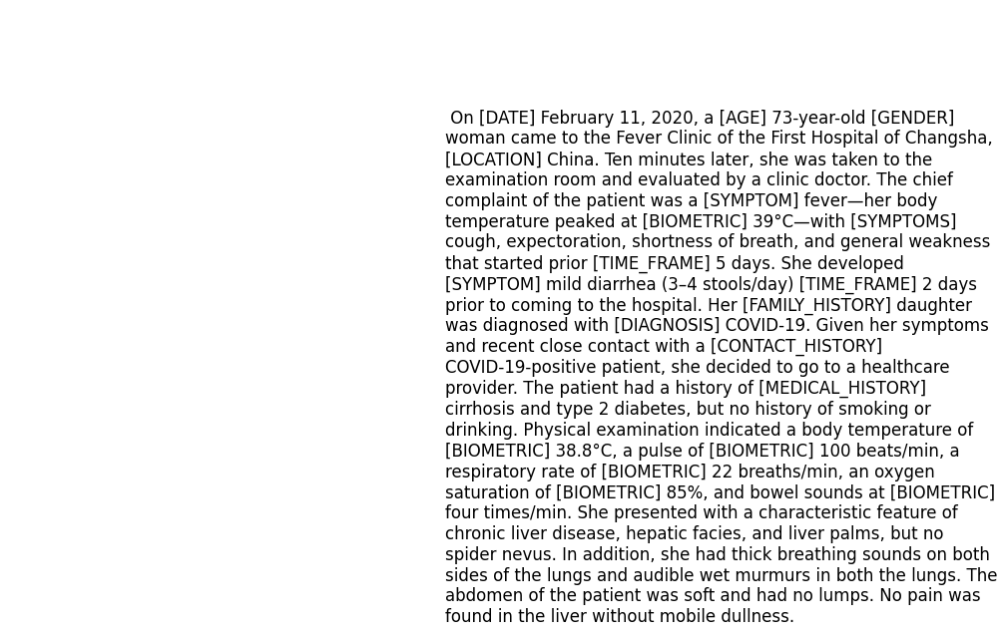 On [DATE] February 11, 2020, a [AGE] 73-year-old [GENDER]
woman came to the Fever Clinic of the First Hospital of Changsha,
[LOCATION] China. Ten minutes later, she was taken to the
examination room and evaluated by a clinic doctor. The chief
complaint of the patient was a [SYMPTOM] fever—her body
temperature peaked at [BIOMETRIC] 39°C—with [SYMPTOMS]
cough, expectoration, shortness of breath, and general weakness
that started prior [TIME_FRAME] 5 days. She developed
[SYMPTOM] mild diarrhea (3–4 stools/day) [TIME_FRAME] 2 days
prior to coming to the hospital. Her [FAMILY_HISTORY] daughter
was diagnosed with [DIAGNOSIS] COVID-19. Given her symptoms
and recent close contact with a [CONTACT_HISTORY]
COVID-19-positive patient, she decided to go to a healthcare
provider. The patient had a history of [MEDICAL_HISTORY]
cirrhosis and type 2 diabetes, but no history of smoking or
drinking. Physical examination indicated a body temperature of
[BIOMETRIC] 38.8°C, a pulse of [BIOMETRIC] 100 beats/min, a
respiratory rate of [BIOMETRIC] 22 breaths/min, an oxygen
saturation of [BIOMETRIC] 85%, and bowel sounds at [BIOMETRIC]
four times/min. She presented with a characteristic feature of
chronic liver disease, hepatic facies, and liver palms, but no
spider nevus. In addition, she had thick breathing sounds on both
sides of the lungs and audible wet murmurs in both the lungs. The
abdomen of the patient was soft and had no lumps. No pain was
found in the liver without mobile dullness.